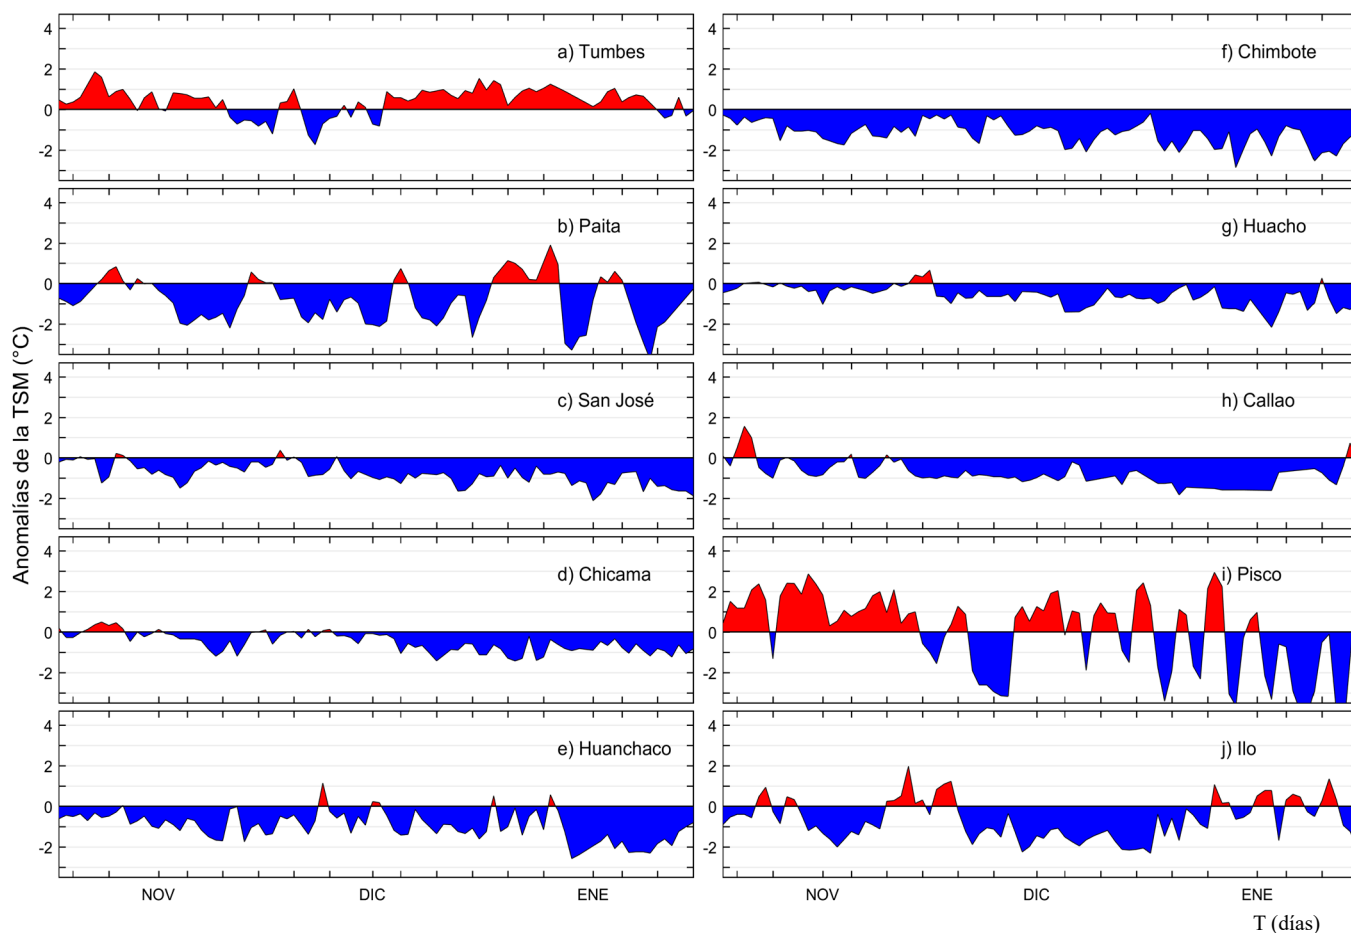 Anomalías de la TSM (°C)
a) Tumbes
4
2
0
-2
b) Paita
4
2
0
-2
c) San José
4
2
0
-2
d) Chicama
4
2
0
-2
e) Huanchaco
4
2
0
-2
NOV DIC ENE
f) Chimbote
4
2
0
-2
g) Huacho
4
2
0
-2
h) Callao
4
2
0
-2
i) Pisco
4
2
0
-2
j) Ilo
4
2
0
-2
NOV DIC ENE
T (días)